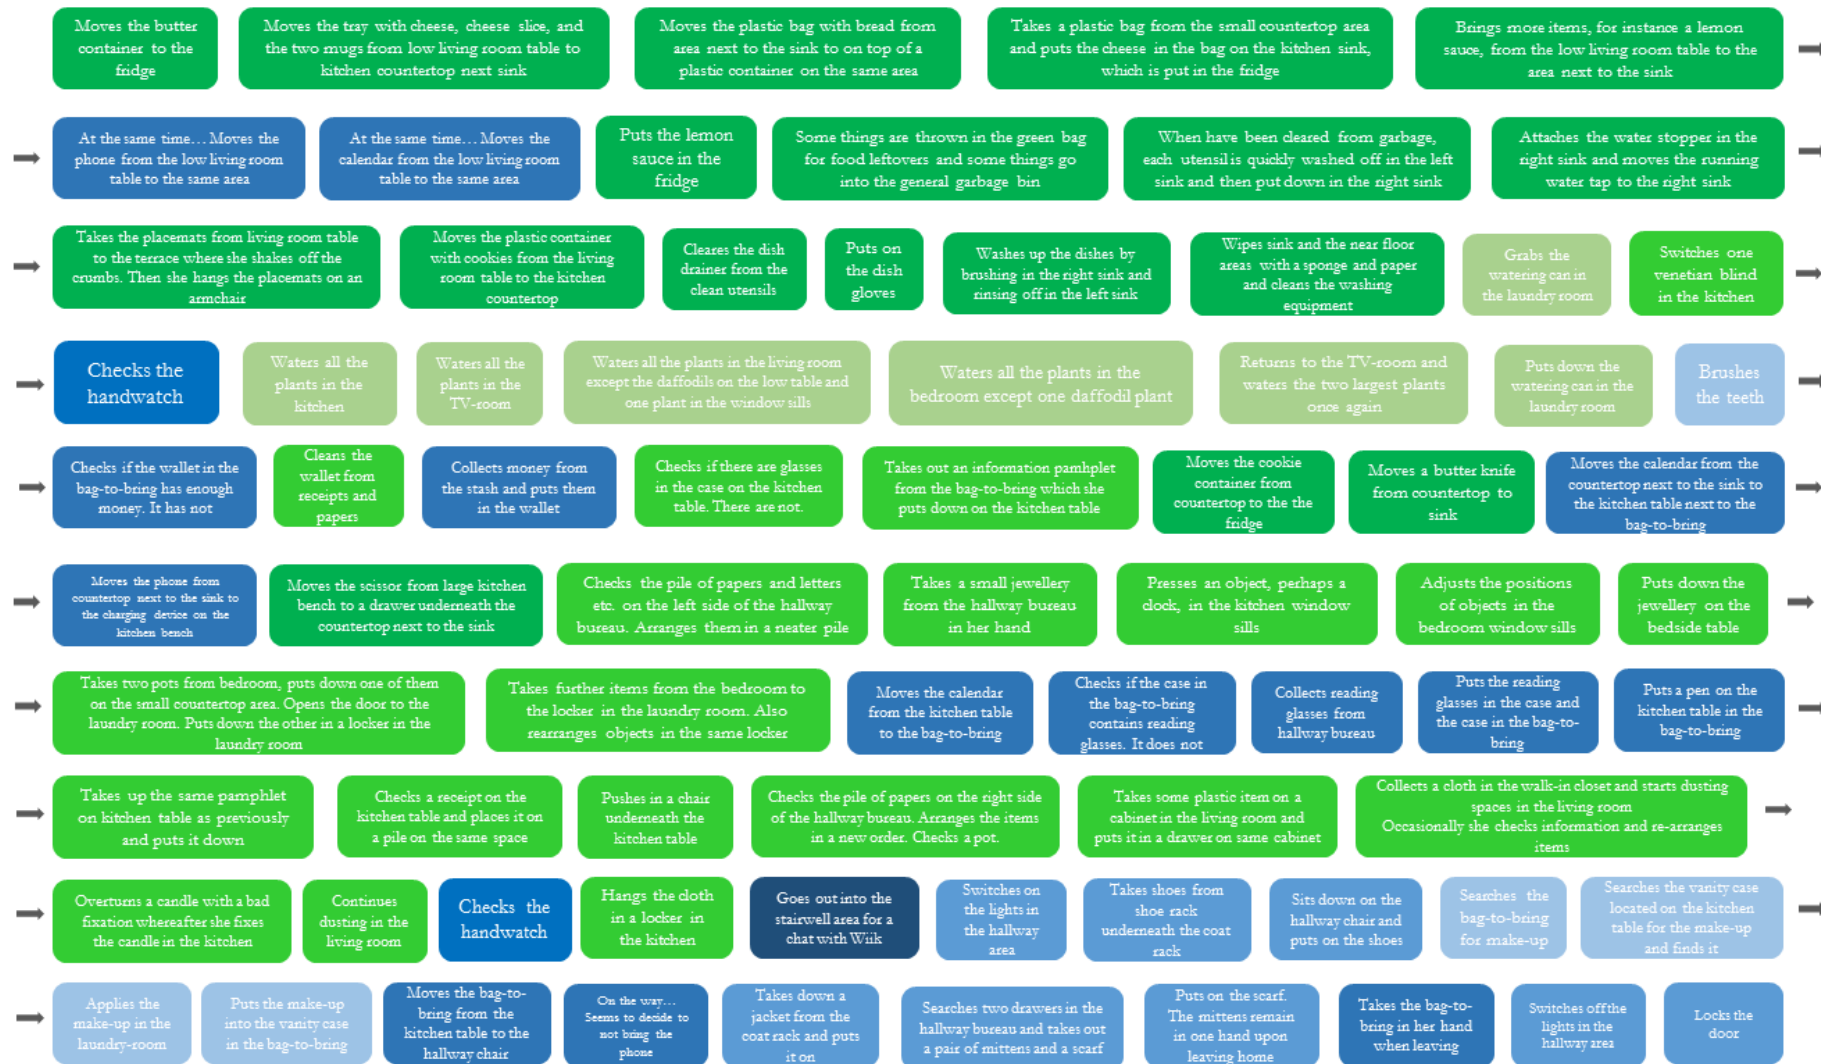 Moves the butter
container to the
fridge
Moves the tray with cheese, cheese slice, and
the two mugs from low living room table to
kitchen countertop next sink
Moves the plastic bag with bread from
area next to the sink to on top of a
plastic container on the same area
Takes a plastic bag from the small countertop area
and puts the cheese in the bag on the kitchen sink,
which is put in the fridge
Brings more items, for instance a lemon
sauce, from the low living room table to the
area next to the sink
At the same time… Moves the
phone from the low living room
table to the same area
At the same time… Moves the
calendar from the low living room
table to the same area
Puts the lemon
sauce in the
fridge
Some things are thrown in the green bag
for food leftovers and some things go
into the general garbage bin
When have been cleared from garbage,
each utensil is quickly washed off in the left
sink and then put down in the right sink
Attaches the water stopper in the
right sink and moves the running
water tap to the right sink
Takes the placemats from living room table
to the terrace where she shakes off the
crumbs. Then she hangs the placemats on an
armchair
Moves the plastic container
with cookies from the living
room table to the kitchen
countertop
Cleares the dish
drainer from the
clean utensils
Puts on
the dish
gloves
Washes up the dishes by
brushing in the right sink and
rinsing off in the left sink
Wipes sink and the near floor
areas with a sponge and paper
and cleans the washing
equipment
Grabs the
watering can in
the laundry room
Switches one
venetian blind
in the kitchen
Checks the
handwatch
Waters all the
plants in the
kitchen
Waters all the
plants in the
TV-room
Waters all the plants in the living room
except the daffodils on the low table and
one plant in the window sills
Waters all the plants in the
bedroom except one daffodil plant
Returns to the TV-room and
waters the two largest plants
once again
Puts down the
watering can in the
laundry room
Brushes
the teeth
Checks if the wallet in the
bag-to-bring has enough
money. It has not
Cleans the
wallet from
receipts and
papers
Collects money from
the stash and puts them
in the wallet
Checks if there are glasses
in the case on the kitchen
table. There are not.
Takes out an information pamhplet
from the bag-to-bring which she
puts down on the kitchen table
Moves the cookie
container from
countertop to the the
fridge
Moves a butter knife
from countertop to
sink
Moves the calendar from the
countertop next to the sink to
the kitchen table next to the
bag-to-bring
Moves the phone from
countertop next to the sink to
the charging device on the
kitchen bench
Moves the scissor from large kitchen
bench to a drawer underneath the
countertop next to the sink
Checks the pile of papers and letters
etc. on the left side of the hallway
bureau. Arranges them in a neater pile
Takes a small jewellery
from the hallway bureau
in her hand
Presses an object, perhaps a
clock, in the kitchen window
sills
Adjusts the positions
of objects in the
bedroom window sills
Puts down the
jewellery on the
bedside table
Takes two pots from bedroom, puts down one of them
on the small countertop area. Opens the door to the
laundry room. Puts down the other in a locker in the
laundry room
Takes further items from the bedroom to
the locker in the laundry room. Also
rearranges objects in the same locker
Moves the calendar
from the kitchen table
to the bag-to-bring
Checks if the case in
the bag-to-bring
contains reading
glasses. It does not
Collects reading
glasses from
hallway bureau
Puts the reading
glasses in the case and
the case in the bag-to-
bring
Puts a pen on the
kitchen table in the
bag-to-bring
Takes up the same pamphlet
on kitchen table as previously
and puts it down
Checks a receipt on the
kitchen table and places it on
a pile on the same space
Pushes in a chair
underneath the
kitchen table
Checks the pile of papers on the right side
of the hallway bureau. Arranges the items
in a new order. Checks a pot.
Takes some plastic item on a
cabinet in the living room and
puts it in a drawer on same cabinet
Collects a cloth in the walk-in closet and starts dusting
spaces in the living room
Occasionally she checks information and re-arranges
items
Overturns a candle with a bad
fixation whereafter she fixes
the candle in the kitchen
Continues
dusting in the
living room
Checks the
handwatch
Hangs the cloth
in a locker in
the kitchen
Goes out into the
stairwell area for a
chat with Wiik
Switches on
the lights in
the hallway
area
Takes shoes from
shoe rack
underneath the coat
rack
Sits down on the
hallway chair and
puts on the shoes
Searches the
bag-to-bring
for make-up
Searches the vanity case
located on the kitchen
table for the make-up
and finds it
Applies the
make-up in the
laundry-room
Puts the make-up
into the vanity case
in the bag-to-bring
Moves the bag-to-
bring from the
kitchen table to the
hallway chair
On the way…
Seems to decide to
not bring the
phone
Takes down a
jacket from the
coat rack and puts
it on
Searches two drawers in the
hallway bureau and takes out
a pair of mittens and a scarf
Puts on the scarf.
The mittens remain
in one hand upon
leaving home
Takes the bag-to-
bring in her hand
when leaving
Switches off the
lights in the
hallway area
Locks the
door